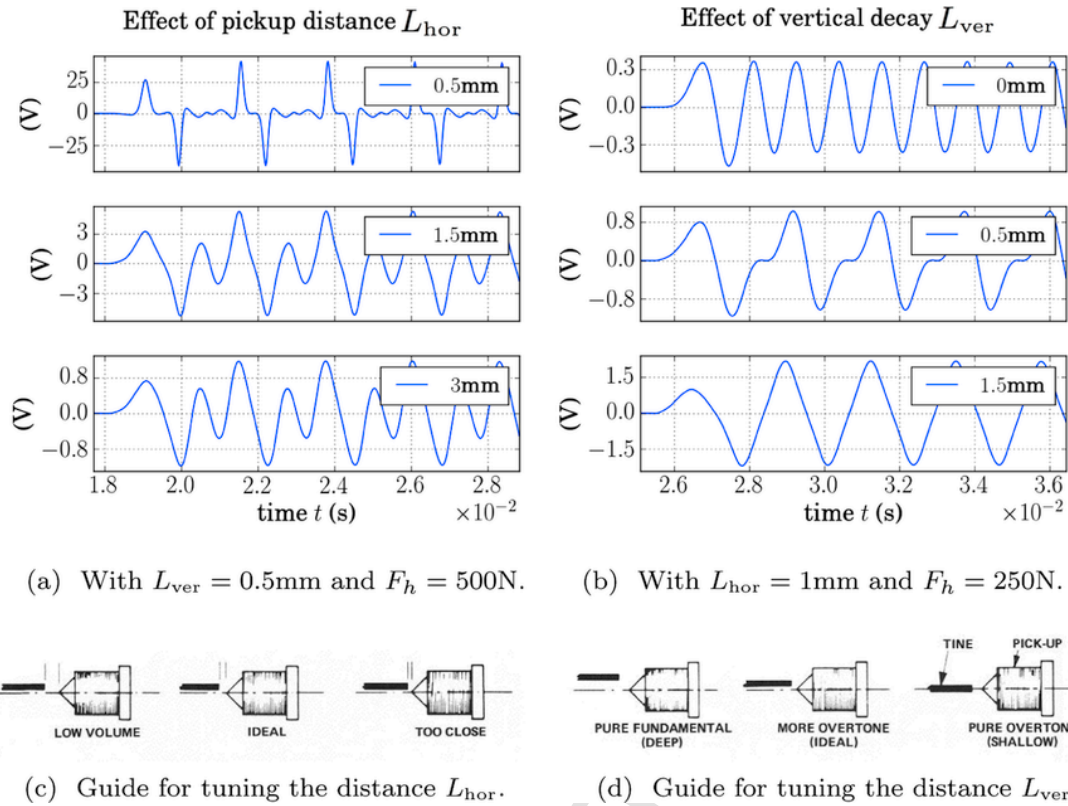 Effect of pickup distance L_hor
25
0
−25
(V)
0.5mm
3
0
−3
(V)
1.5mm
0.8
0.0
−0.8
(V)
3mm
1.8 2.0 2.2 2.4 2.6 2.8
time t (s)
×10⁻²
Effect of vertical decay L_ver
0.3
0.0
−0.3
(V)
0mm
0.8
0.0
−0.8
(V)
0.5mm
1.5
0.0
−1.5
(V)
1.5mm
2.6 2.8 3.0 3.2 3.4 3.6
time t (s)
×10⁻²
(a) With L_ver = 0.5mm and F_h = 500N.
(b) With L_hor = 1mm and F_h = 250N.
LOW VOLUME
IDEAL
TOO CLOSE
TINE
PICK-UP
PURE FUNDAMENTAL
(DEEP)
MORE OVERTONE
(IDEAL)
PURE OVERTON
(SHALLOW)
(c) Guide for tuning the distance L_hor.
(d) Guide for tuning the distance L_ver